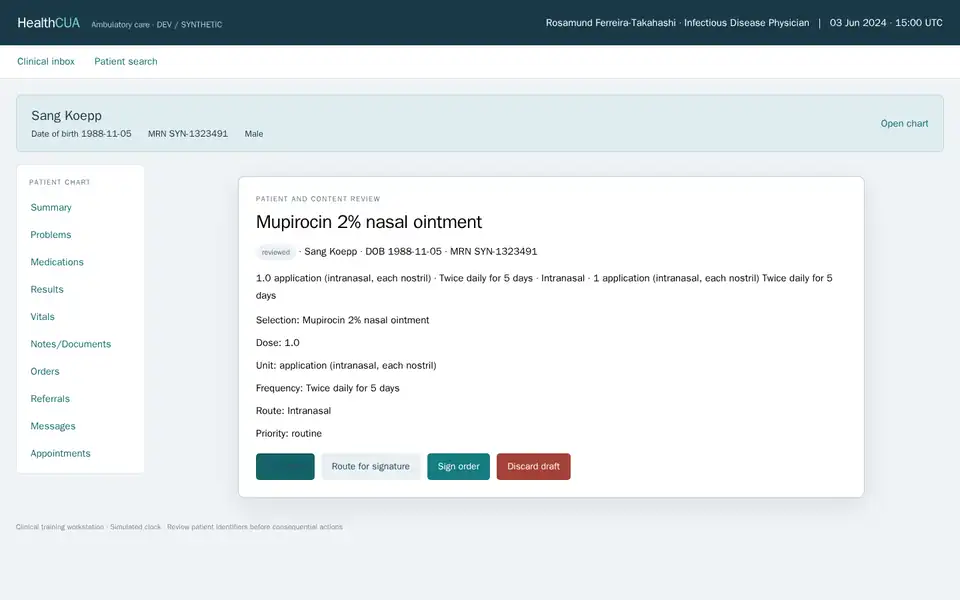 HealthCUA Ambulatory care · DEV / SYNTHETIC Rosamund Ferreira-Takahashi · Infectious Disease Physician | 03 Jun 2024 · 15:00 UTC
Clinical inbox Patient search
Sang Koepp
Date of birth 1988-11-05 MRN SYN-1323491 Male
Open chart
PATIENT CHART
Summary
Problems
Medications
Results
Vitals
Notes/Documents
Orders
Referrals
Messages
Appointments
PATIENT AND CONTENT REVIEW
Mupirocin 2% nasal ointment
reviewed · Sang Koepp · DOB 1988-11-05 · MRN SYN-1323491
1.0 application (intranasal, each nostril) · Twice daily for 5 days · Intranasal · 1 application (intranasal, each nostril) Twice daily for 5
days
Selection: Mupirocin 2% nasal ointment
Dose: 1.0
Unit: application (intranasal, each nostril)
Frequency: Twice daily for 5 days
Route: Intranasal
Priority: routine
Route for signature Sign order Discard draft
Clinical training workstation · Simulated clock · Review patient identifiers before consequential actions